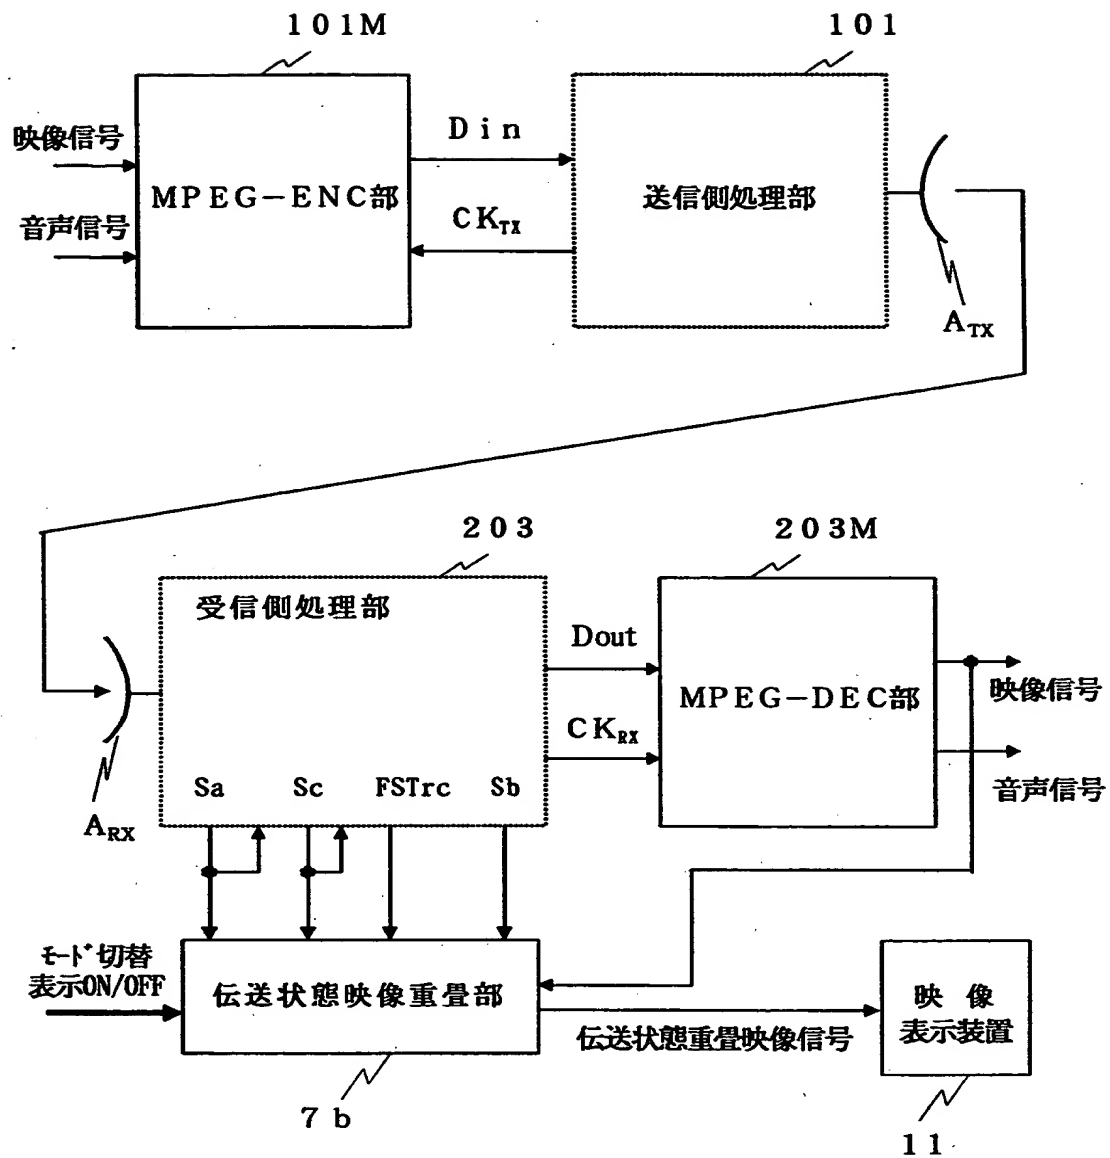 101M
101
映像信号
音声信号
MPEG-ENC部
Din
CK_TX
送信側処理部
A_TX
203
203M
受信側処理部
Dout
CK_RX
MPEG-DEC部
映像信号
音声信号
Sa Sc FSTrc Sb
A_RX
ﾓｰﾄﾞ切替
表示ON/OFF
伝送状態映像重畳部
伝送状態重畳映像信号
映像
表示装置
7b
11